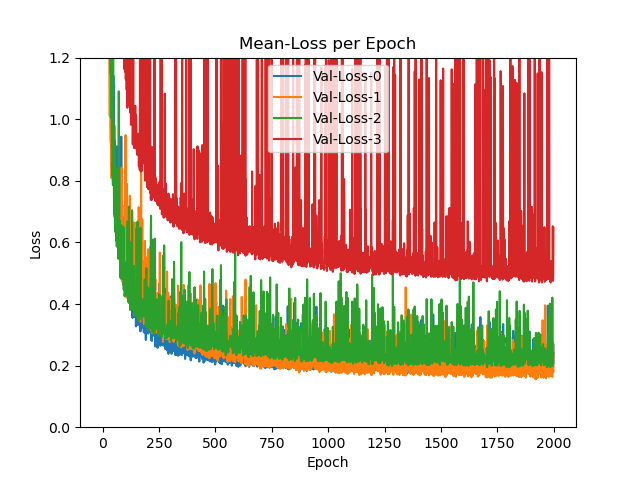 Mean-Loss per Epoch
1.2
1.0
0.8
0.6
0.4
0.2
0.0
Loss
Val-Loss-0
Val-Loss-1
Val-Loss-2
Val-Loss-3
0 250 500 750 1000 1250 1500 1750 2000
Epoch